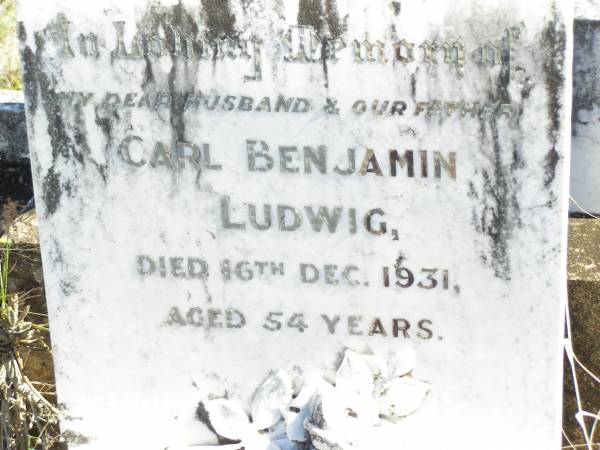 In Loving Memory of
MY DEAR HUSBAND & OUR FATHER
CARL BENJAMIN
LUDWIG,
DIED 16TH DEC. 1931,
AGED 54 YEARS.